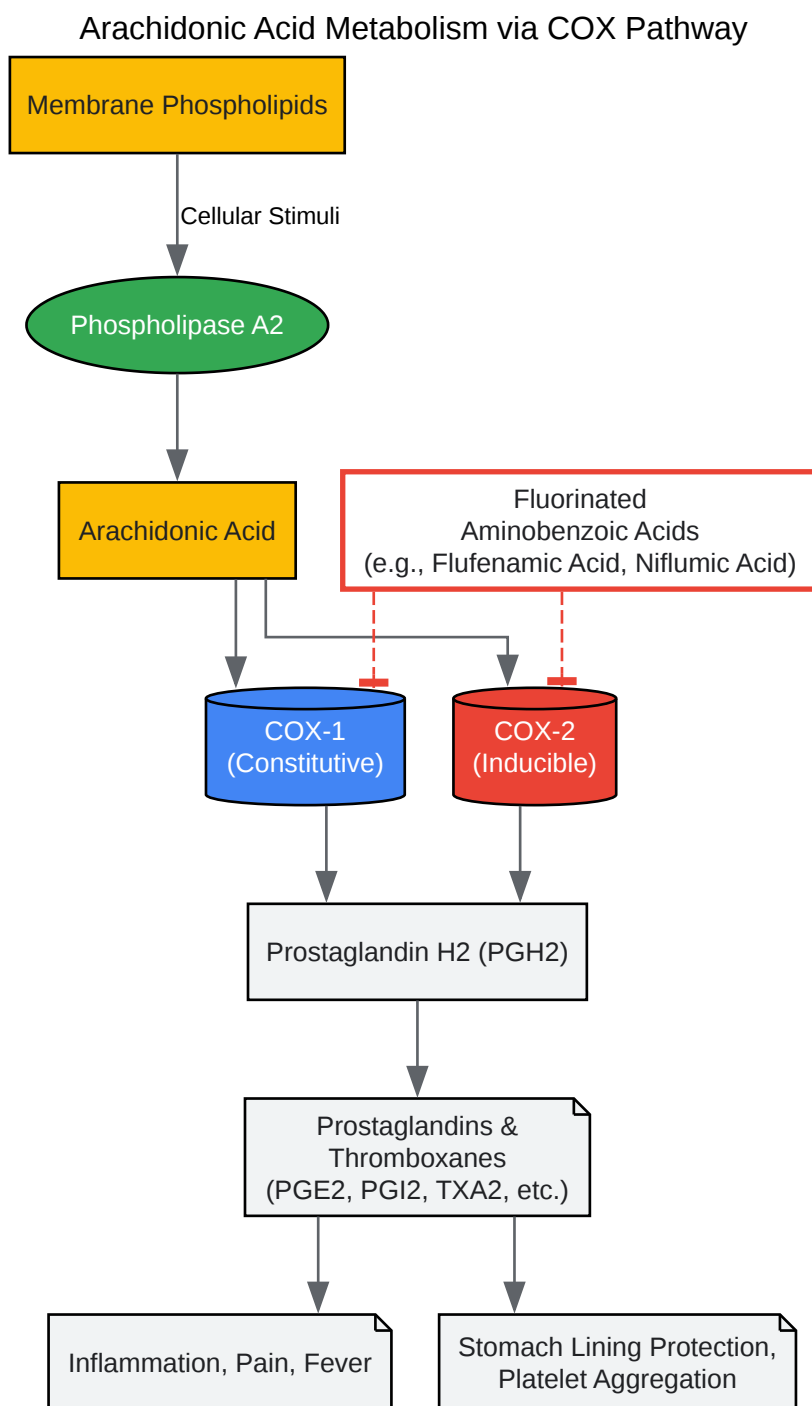 Arachidonic Acid Metabolism via COX Pathway
Membrane Phospholipids
Cellular Stimuli
Phospholipase A2
Arachidonic Acid
Fluorinated
Aminobenzoic Acids
(e.g., Flufenamic Acid, Niflumic Acid)
COX-1
(Constitutive)
COX-2
(Inducible)
Prostaglandin H2 (PGH2)
Prostaglandins &
Thromboxanes
(PGE2, PGI2, TXA2, etc.)
Inflammation, Pain, Fever
Stomach Lining Protection,
Platelet Aggregation